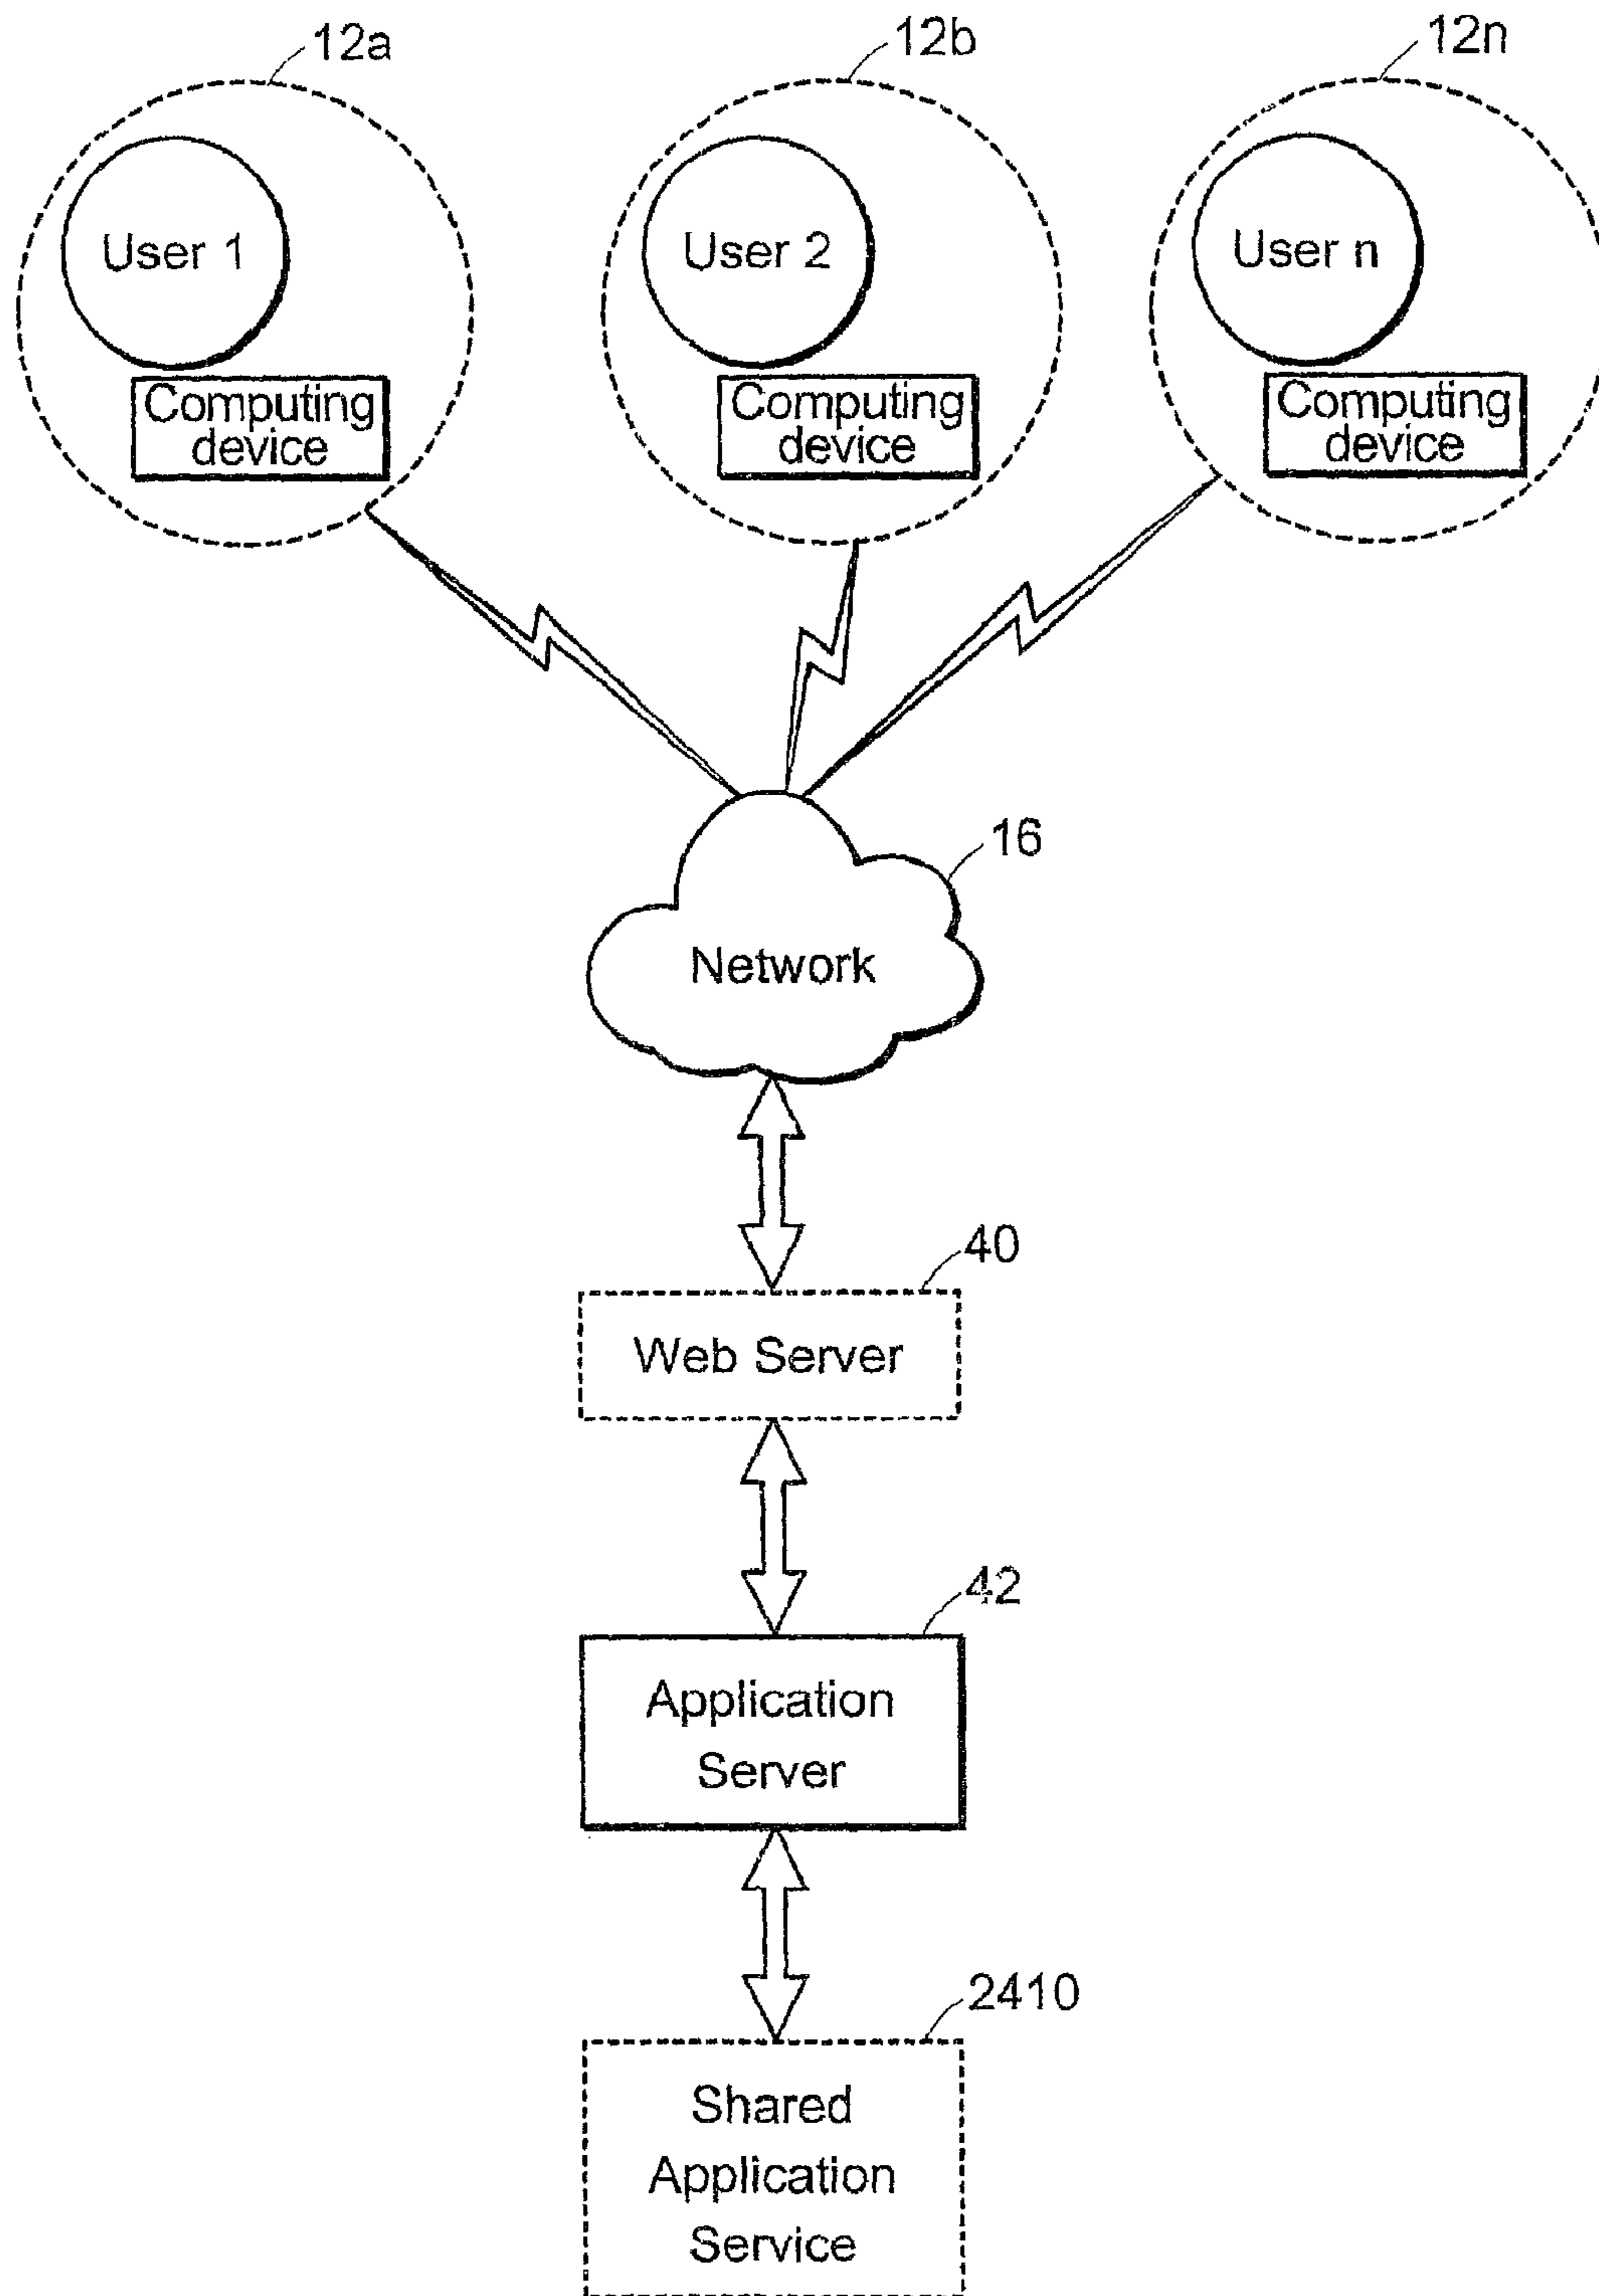 12a
12b
12n
User 1
User 2
User n
Computing
device
Computing
device
Computing
device
16
Network
40
Web Server
42
Application
Server
2410
Shared
Application
Service